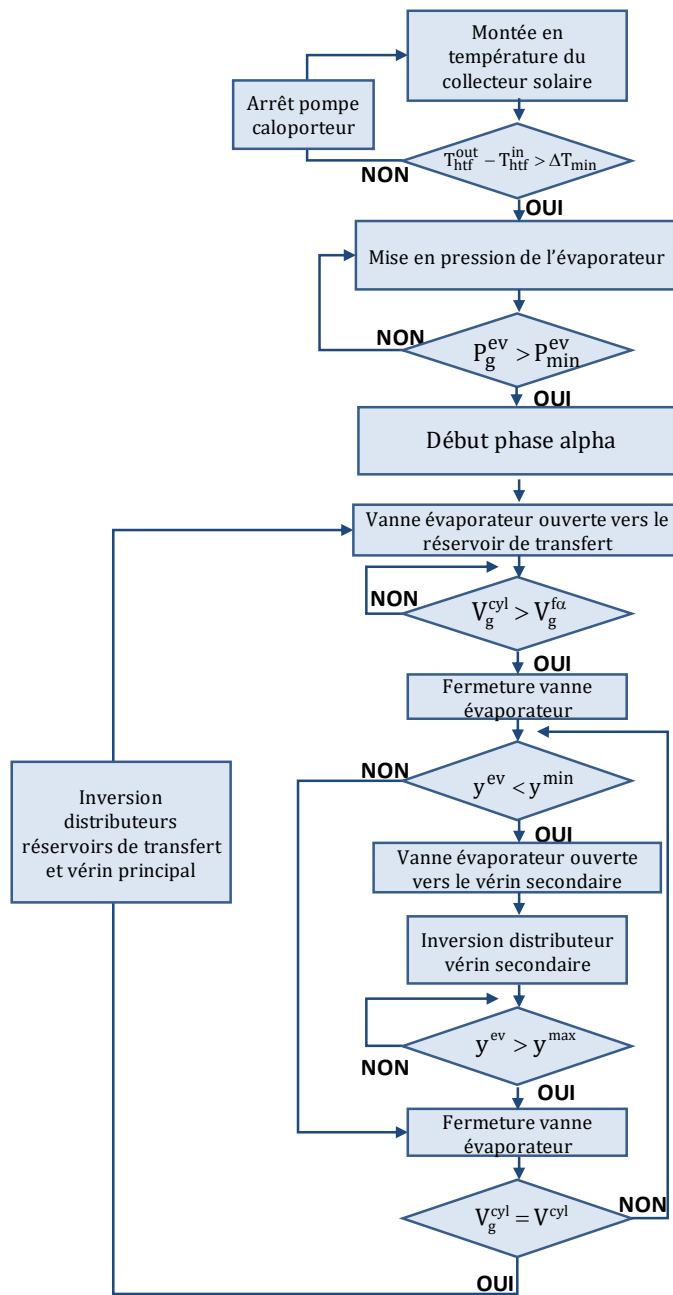 Montée en
température du
collecteur solaire
Arrêt pompe
caloporteur
T_htf^out − T_htf^in > ΔT_min
NON
OUI
Mise en pression de l’évaporateur
NON
P_g^ev > P_min^ev
OUI
Début phase alpha
Vanne évaporateur ouverte vers le
réservoir de transfert
NON
V_g^cyl > V_g^fα
OUI
Fermeture vanne
évaporateur
NON
y^ev < y^min
OUI
Inversion
distributeurs
réservoirs de transfert
et vérin principal
Vanne évaporateur ouverte
vers le vérin secondaire
Inversion distributeur
vérin secondaire
y^ev > y^max
NON
OUI
Fermeture vanne
évaporateur
V_g^cyl = V^cyl
NON
OUI